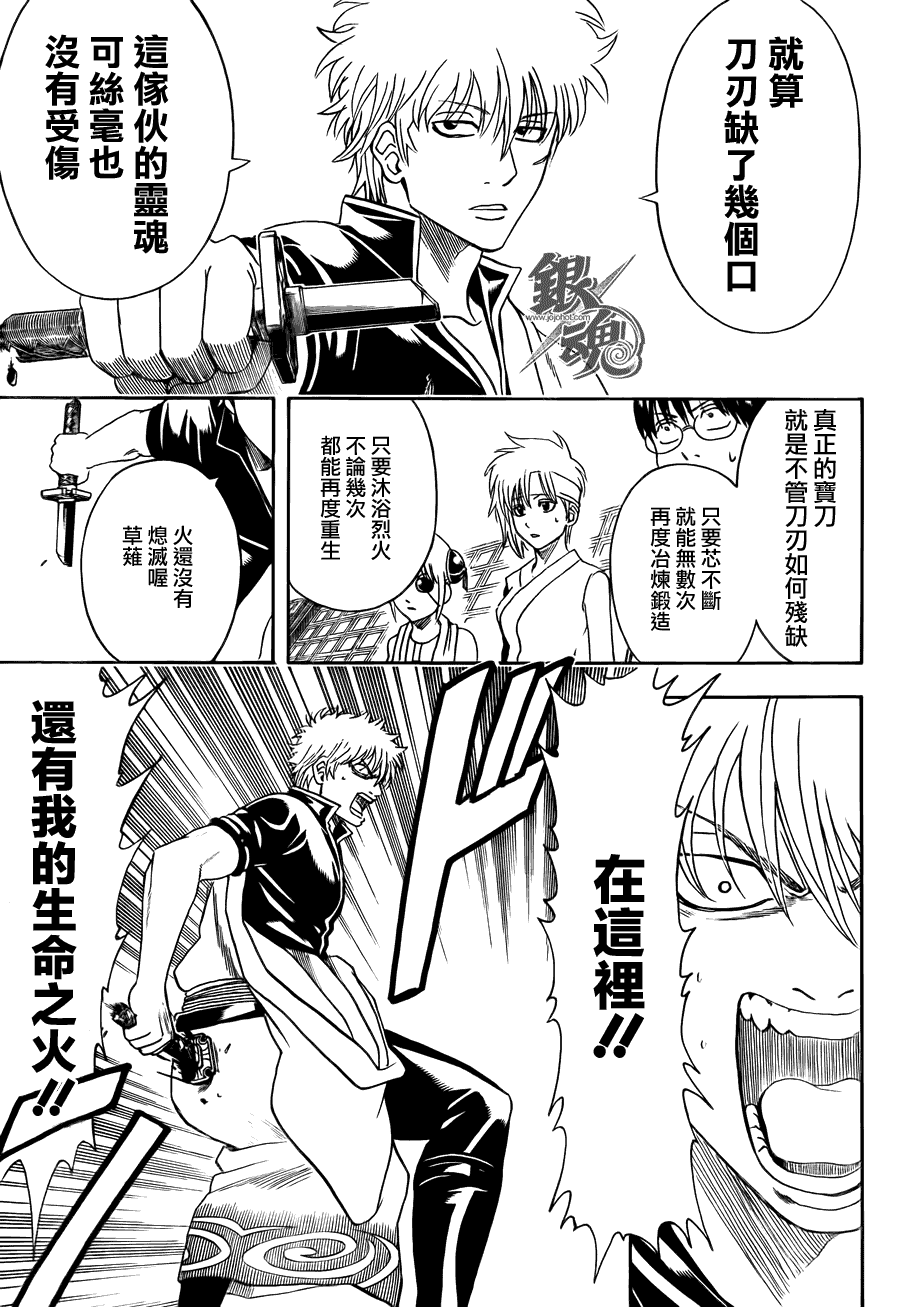 就算
刀刃缺了幾個口
這傢伙的靈魂
可絲毫也
沒有受傷
銀魂
www.jojohot.com
真正的寶刀
就是不管刀刃如何殘缺
只要芯不斷
就能無數次
再度冶煉鍛造
只要沐浴烈火
不論幾次
都能再度重生
火還沒有
熄滅喔
草薙
在這裡!!
ド
還有我的生命之火!!